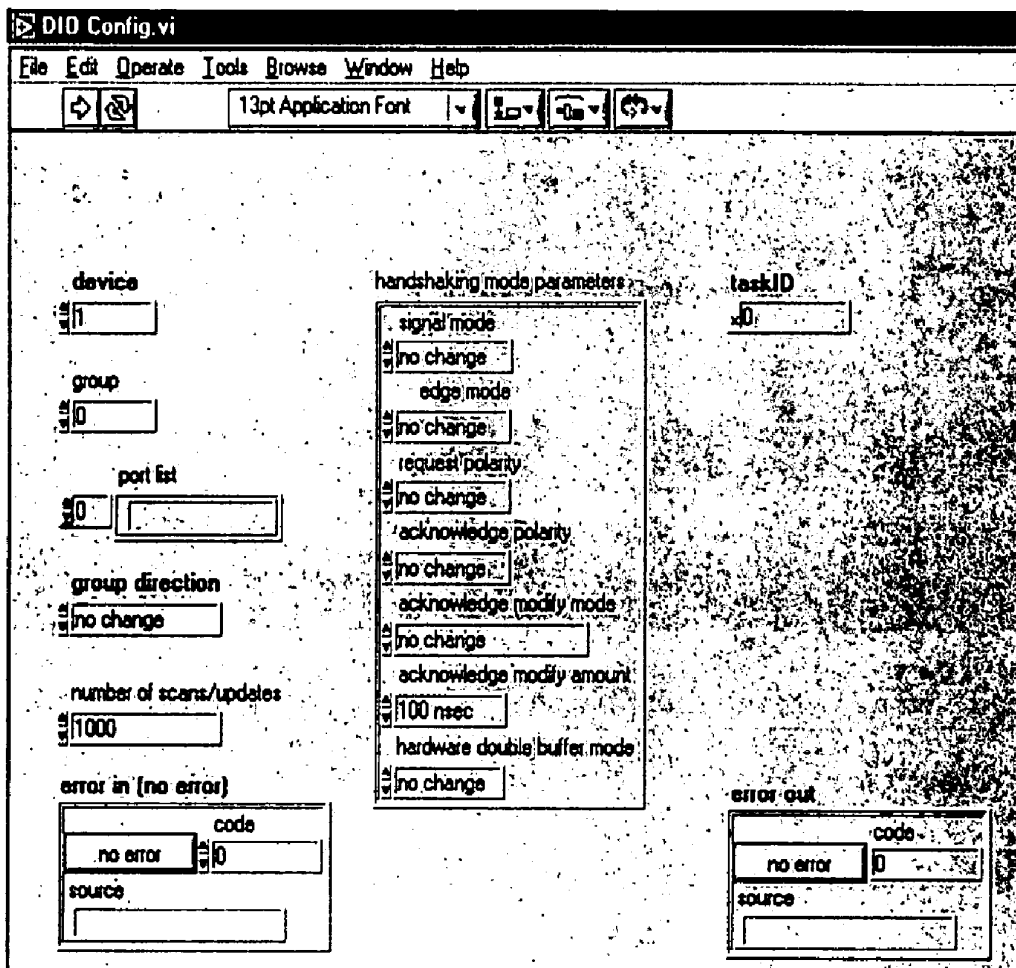 DIO Config.vi
File Edit Operate Tools Browse Window Help
13pt Application Font
device
1
group
0
port list
0
group direction
no change
number of scans/updates
1000
error in (no error)
code
no error
0
source
handshaking mode parameters
signal mode
no change
edge mode
no change
request polarity
no change
acknowledge polarity
no change
acknowledge modify mode
no change
acknowledge modify amount
100 nsec
hardware double buffer mode
no change
taskID
x0
error out
code
no error
0
source